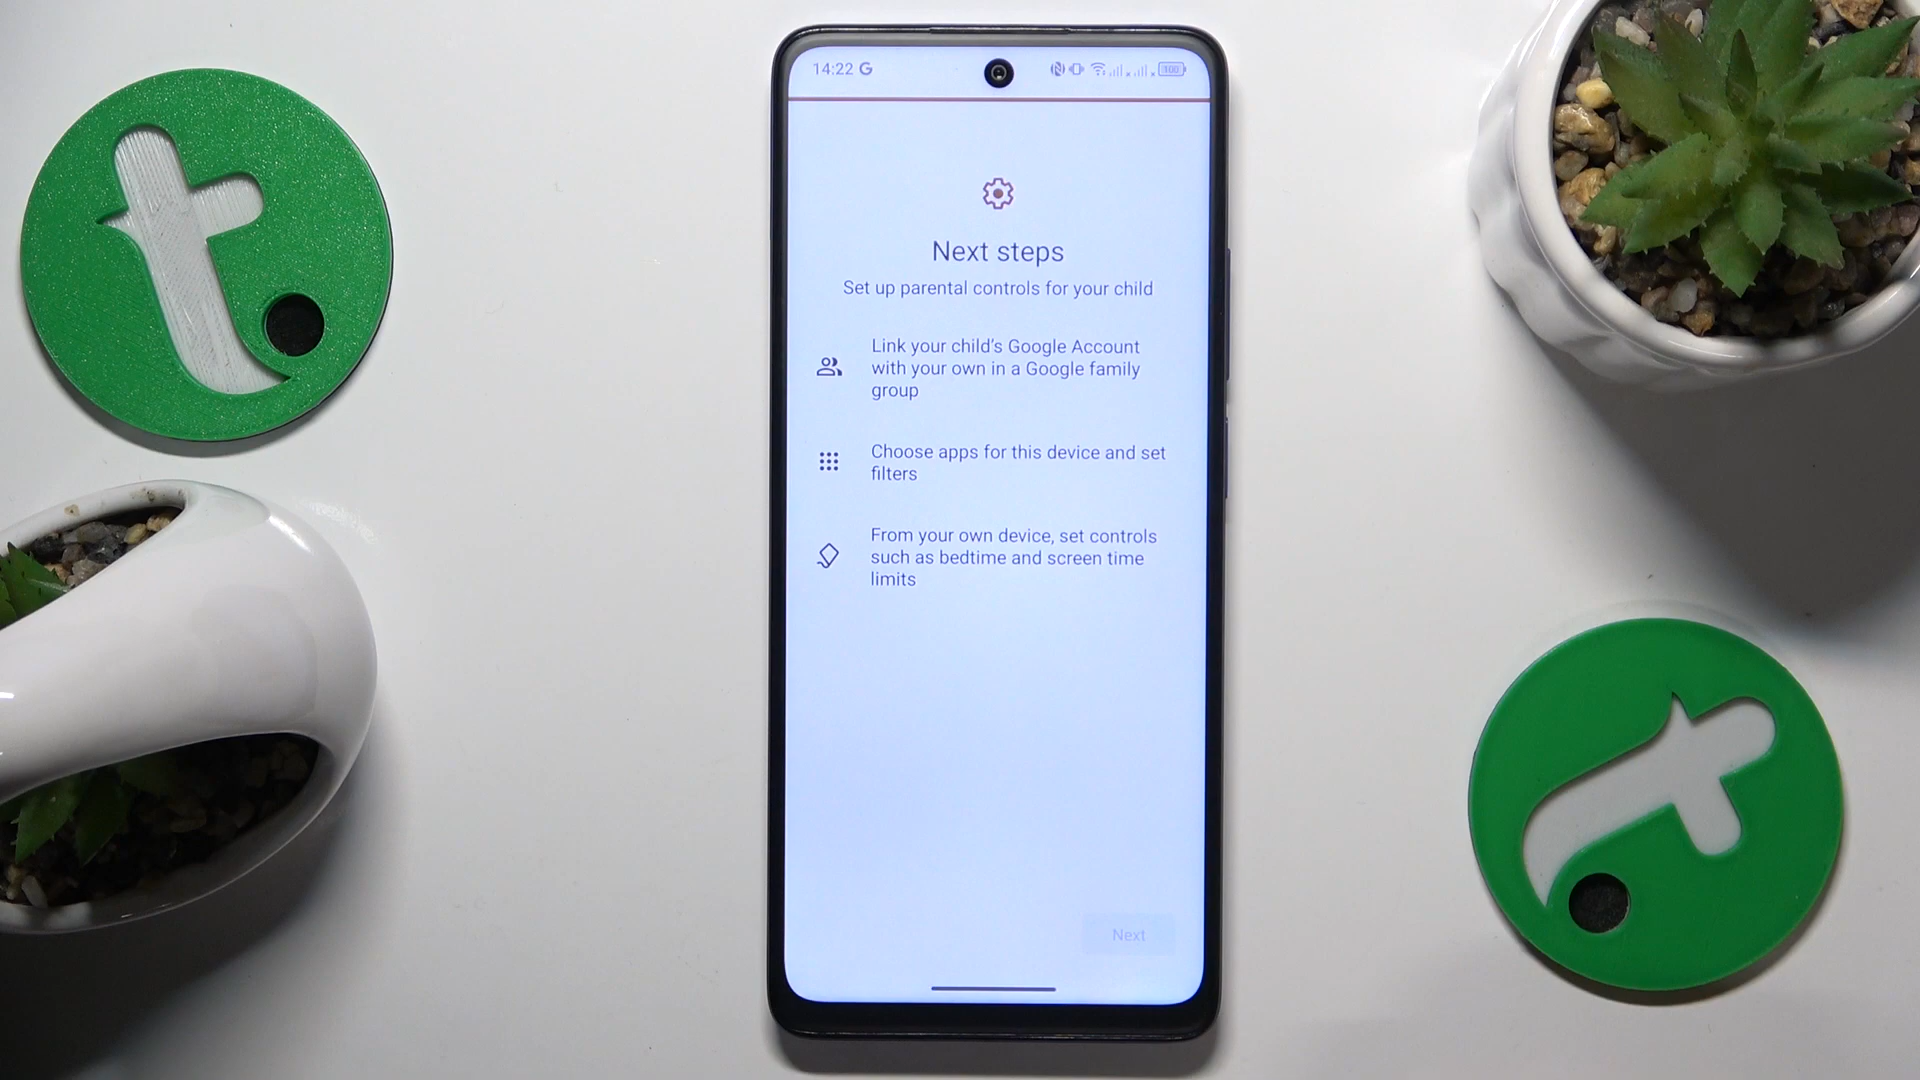 14:22 G
100
Next steps
Set up parental controls for your child
Link your child's Google Account
with your own in a Google family
group
Choose apps for this device and set
filters
From your own device, set controls
such as bedtime and screen time
limits
Next